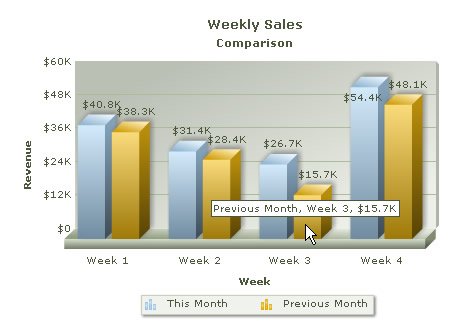 Weekly Sales
Comparison
$60K
$48K
$36K
$24K
$12K
$0
Revenue
$40.8K
$38.3K
$31.4K
$28.4K
$26.7K
$15.7K
$54.4K
$48.1K
Previous Month, Week 3, $15.7K
Week 1 Week 2 Week 3 Week 4
Week
This Month Previous Month